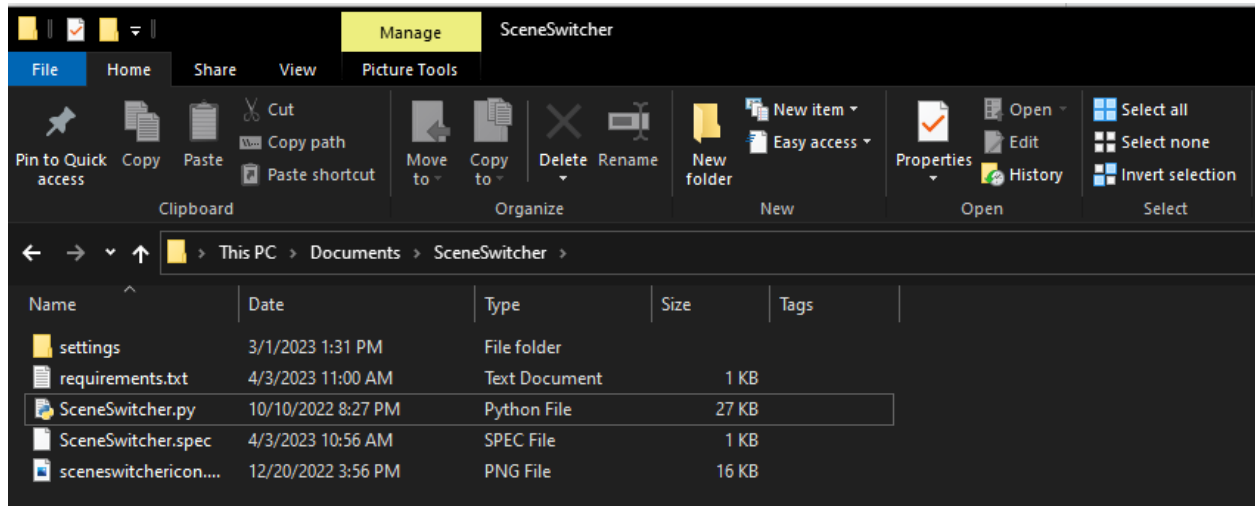 Manage SceneSwitcher
File Home Share View Picture Tools
Pin to Quick access
Copy
Paste
Cut
Copy path
Paste shortcut
Clipboard
Move to
Copy to
Delete
Rename
Organize
New folder
New item
Easy access
New
Properties
Open
Edit
History
Open
Select all
Select none
Invert selection
Select
This PC > Documents > SceneSwitcher >
Name Date Type Size Tags
settings 3/1/2023 1:31 PM File folder
requirements.txt 4/3/2023 11:00 AM Text Document 1 KB
SceneSwitcher.py 10/10/2022 8:27 PM Python File 27 KB
SceneSwitcher.spec 4/3/2023 10:56 AM SPEC File 1 KB
sceneswitchericon.... 12/20/2022 3:56 PM PNG File 16 KB